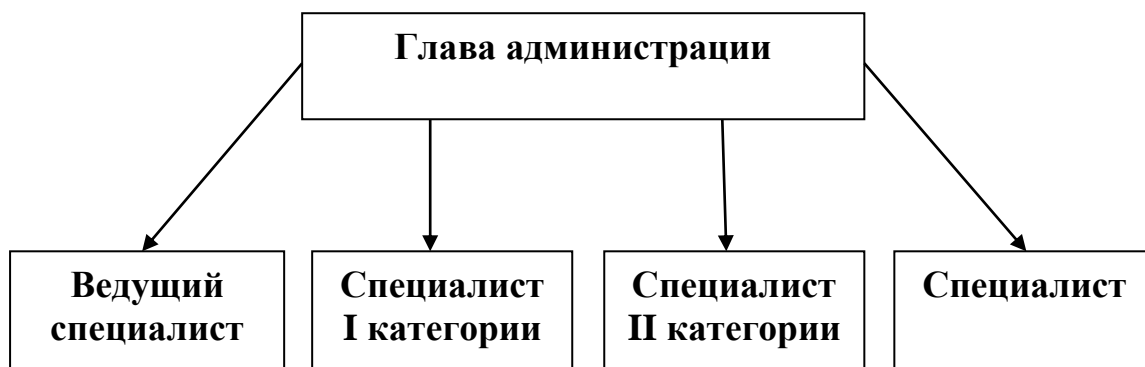 Глава администрации
Ведущий
специалист
Специалист
I категории
Специалист
II категории
Специалист